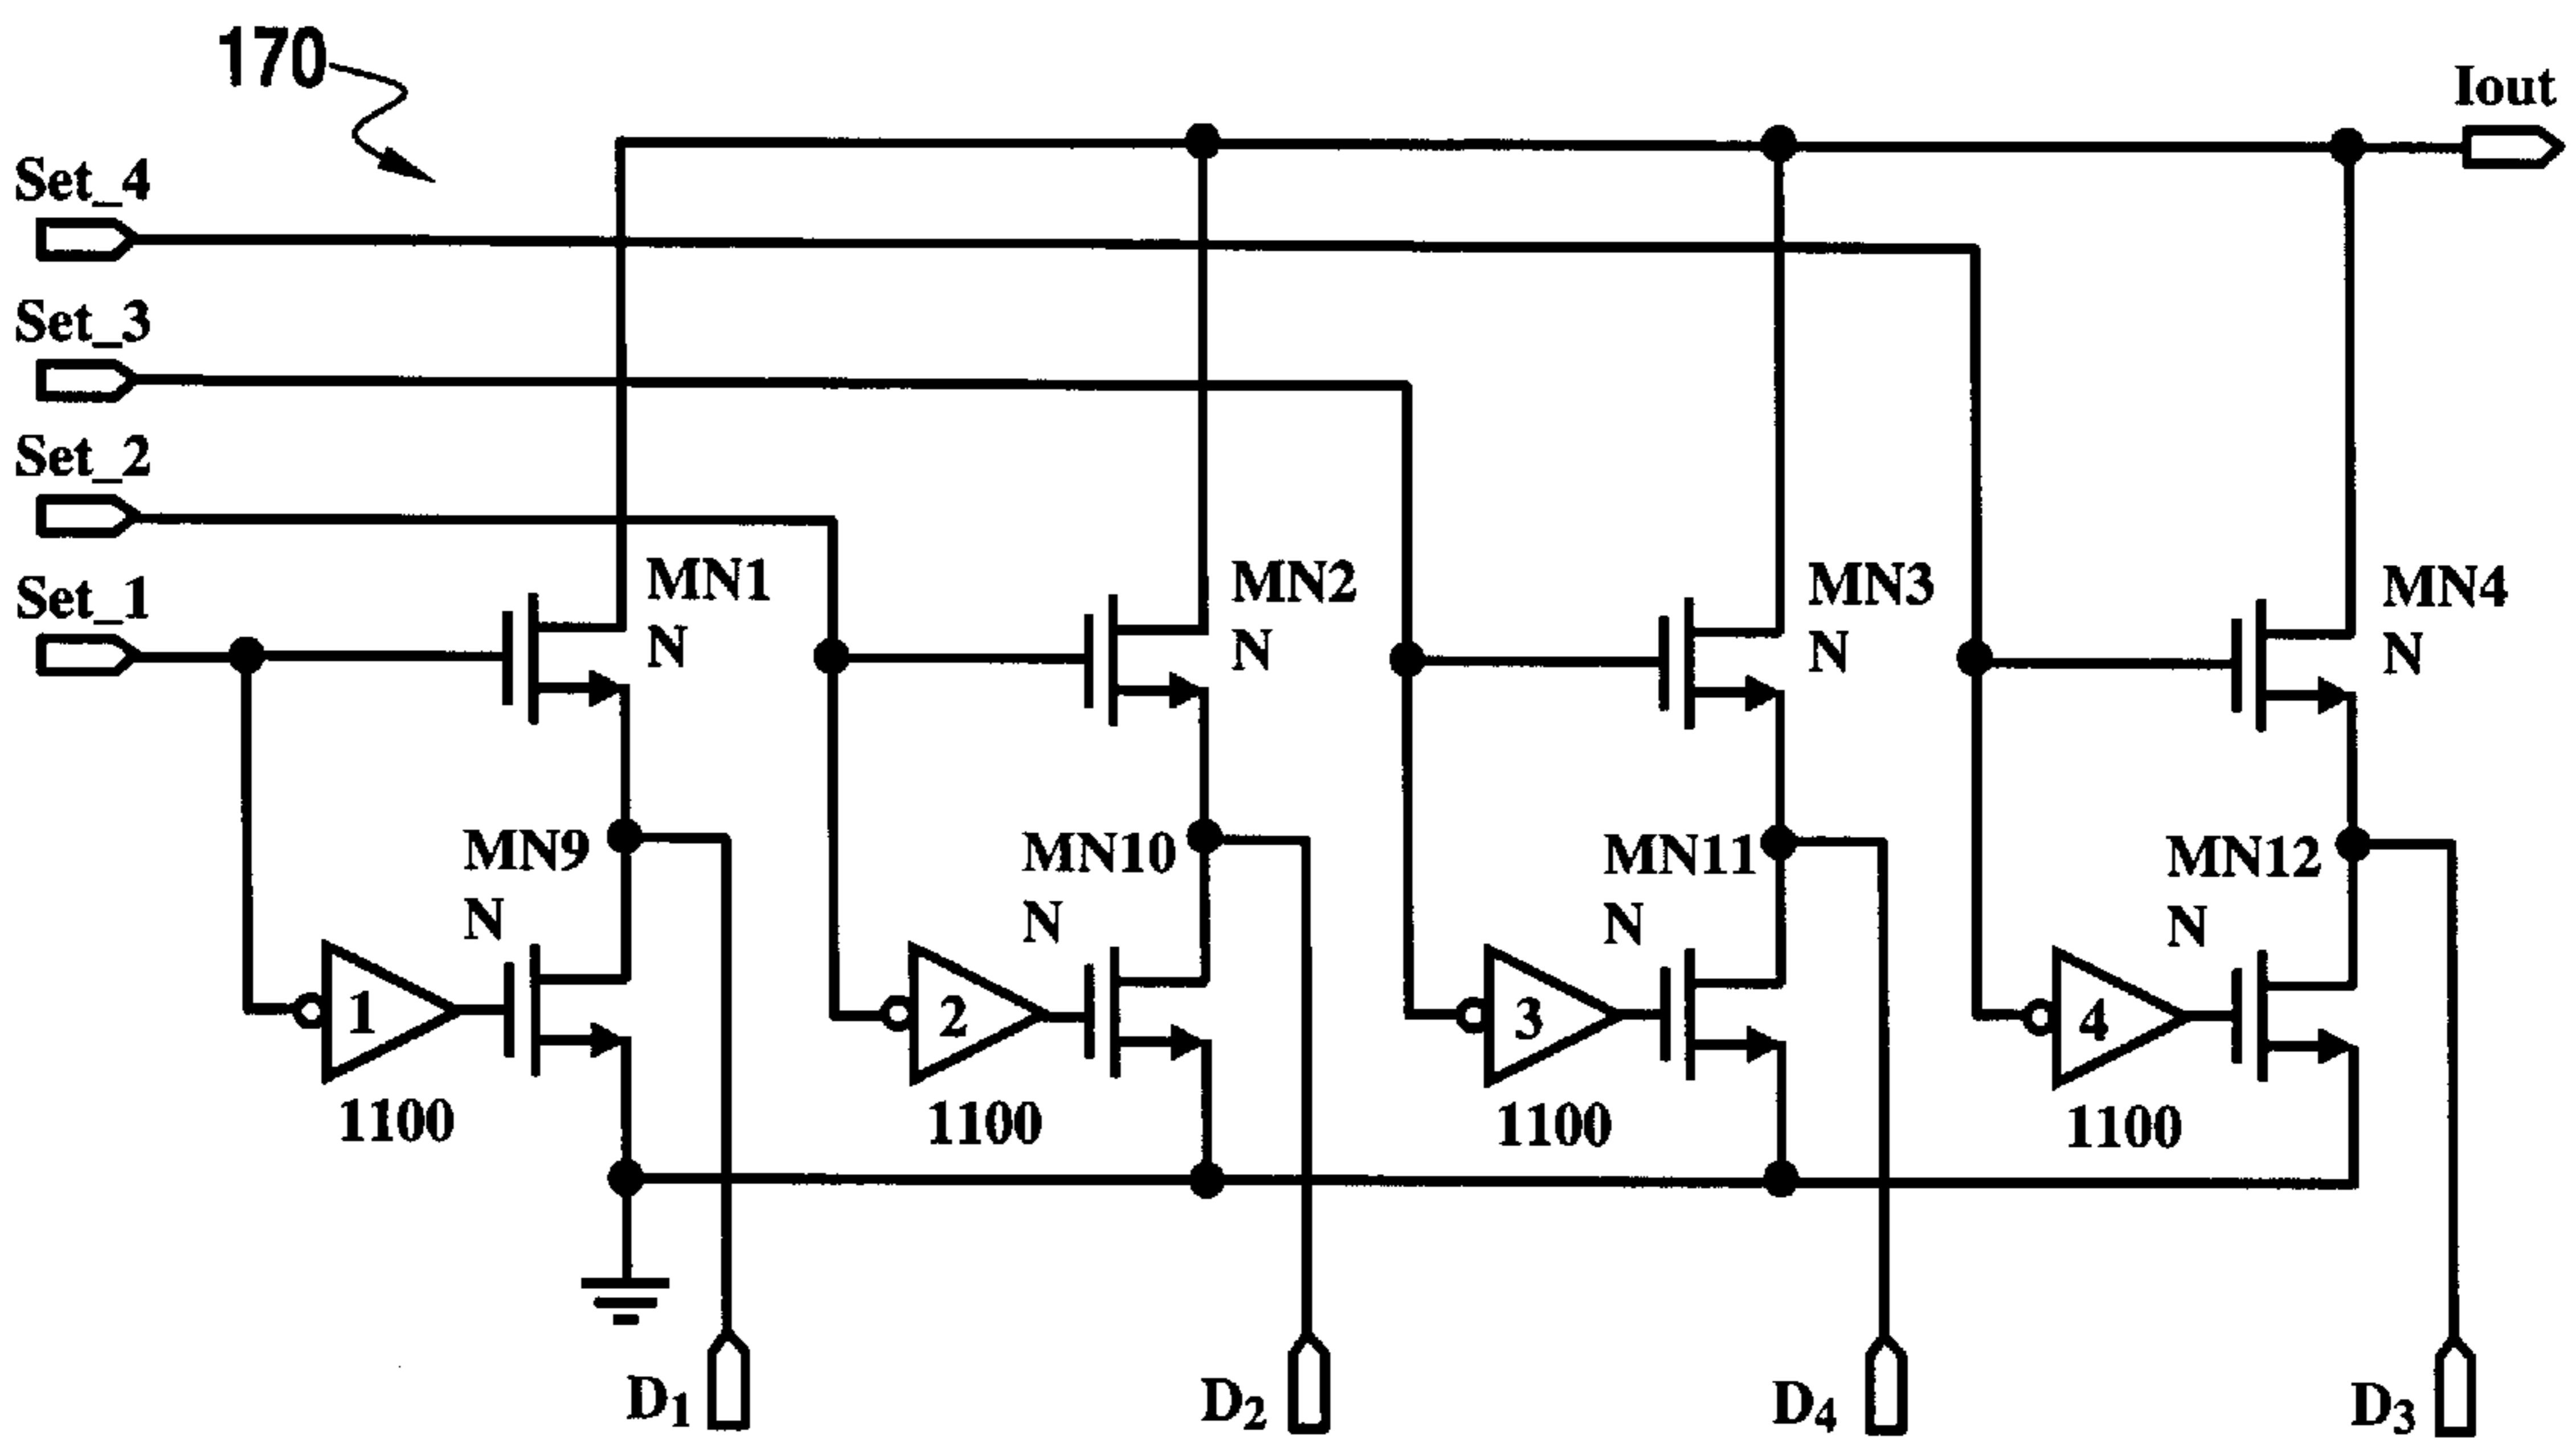 170
Iout
Set_4
Set_3
Set_2
Set_1
MN1
N
MN2
N
MN3
N
MN4
N
MN9
N
MN10
N
MN11
N
MN12
N
1
2
3
4
1100
1100
1100
1100
D1
D2
D4
D3